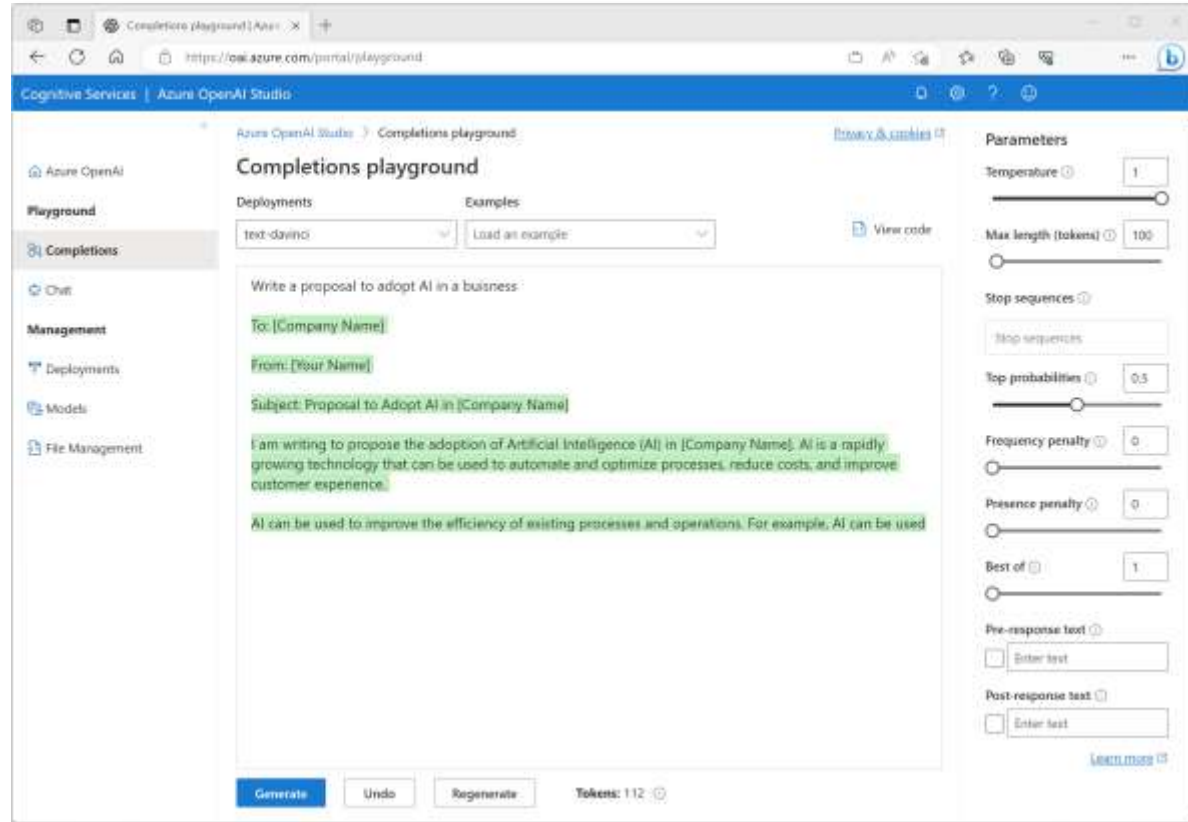 Completions playground | Azure
https://oai.azure.com/portal/playground
Cognitive Services | Azure OpenAI Studio
Azure OpenAI Studio > Completions playground
Privacy & cookies
Completions playground
Azure OpenAI
Playground
Completions
Chat
Management
Deployments
Models
File Management
Deployments
Examples
text-davinci
Load an example
View code
Write a proposal to adopt AI in a buisness
To: [Company Name]
From: [Your Name]
Subject: Proposal to Adopt AI in [Company Name]
I am writing to propose the adoption of Artificial Intelligence (AI) in [Company Name]. AI is a rapidly
growing technology that can be used to automate and optimize processes, reduce costs, and improve
customer experience.
AI can be used to improve the efficiency of existing processes and operations. For example, AI can be used
Generate
Undo
Regenerate
Tokens: 112
Parameters
Temperature
1
Max length (tokens)
100
Stop sequences
Stop sequences
Top probabilities
0.5
Frequency penalty
0
Presence penalty
0
Best of
1
Pre-response text
Enter text
Post-response text
Enter text
Learn more